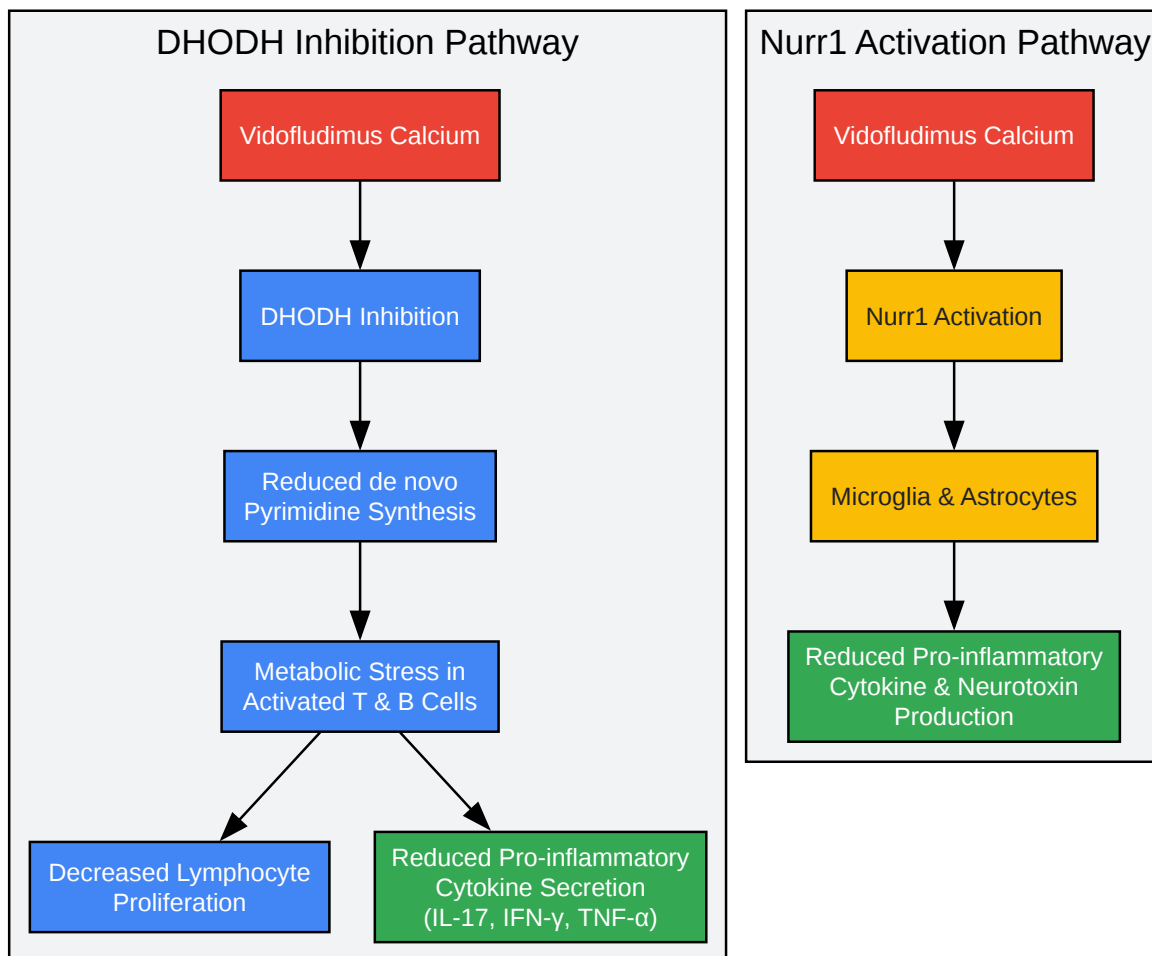 DHODH Inhibition Pathway
Vidofludimus Calcium
DHODH Inhibition
Reduced de novo
Pyrimidine Synthesis
Metabolic Stress in
Activated T & B Cells
Decreased Lymphocyte
Proliferation
Reduced Pro-inflammatory
Cytokine Secretion
(IL-17, IFN-γ, TNF-α)
Nurr1 Activation Pathway
Vidofludimus Calcium
Nurr1 Activation
Microglia & Astrocytes
Reduced Pro-inflammatory
Cytokine & Neurotoxin
Production